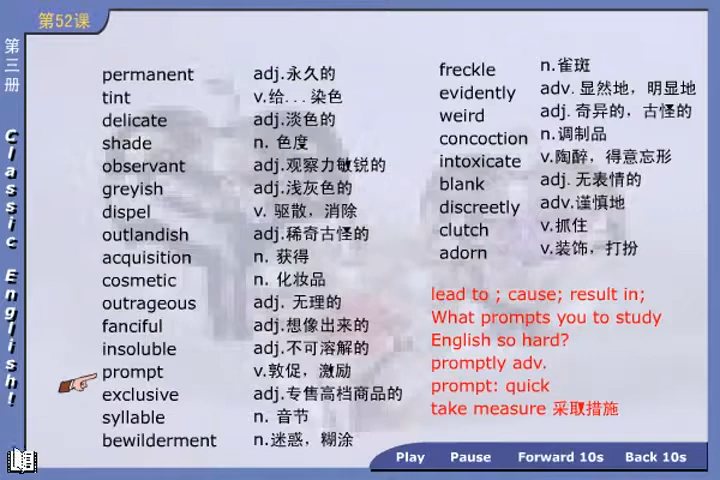 第52课
第三册
Classic English!
permanent adj.永久的
tint v.给...染色
delicate adj.淡色的
shade n. 色度
observant adj.观察力敏锐的
greyish adj.浅灰色的
dispel v. 驱散，消除
outlandish adj.稀奇古怪的
acquisition n. 获得
cosmetic n. 化妆品
outrageous adj. 无理的
fanciful adj.想像出来的
insoluble adj.不可溶解的
prompt v.敦促，激励
exclusive adj.专售高档商品的
syllable n. 音节
bewilderment n.迷惑，糊涂
freckle n.雀斑
evidently adv. 显然地，明显地
weird adj. 奇异的，古怪的
concoction n.调制品
intoxicate v.陶醉，得意忘形
blank adj. 无表情的
discreetly adv.谨慎地
clutch v.抓住
adorn v.装饰，打扮
lead to ; cause; result in;
What prompts you to study
English so hard?
promptly adv.
prompt: quick
take measure 采取措施
Play Pause Forward 10s Back 10s